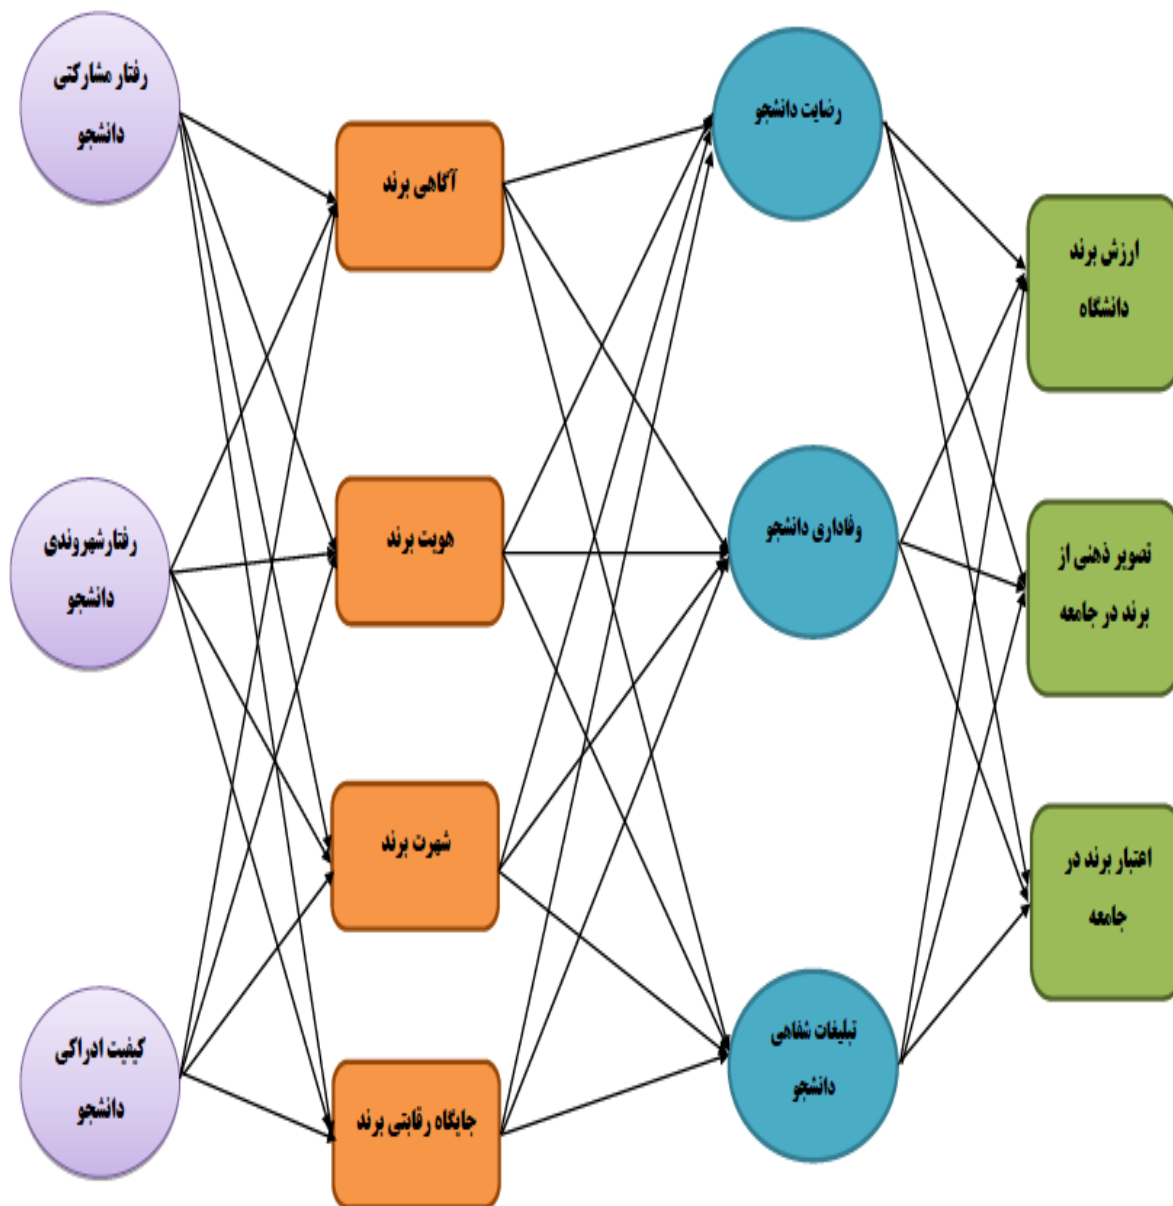 رفتار مشارکتی
دانشجو
رفتارشهروندی
دانشجو
کیفیت ادراکی
دانشجو
آگاهی برند
هویت برند
شهرت برند
جایگاه رقابتی برند
رضایت دانشجو
وفاداری دانشجو
تبلیغات شفاهی
دانشجو
ارزش برند
دانشگاه
تصویر ذهنی از
برند در جامعه
اعتبار برند در
جامعه